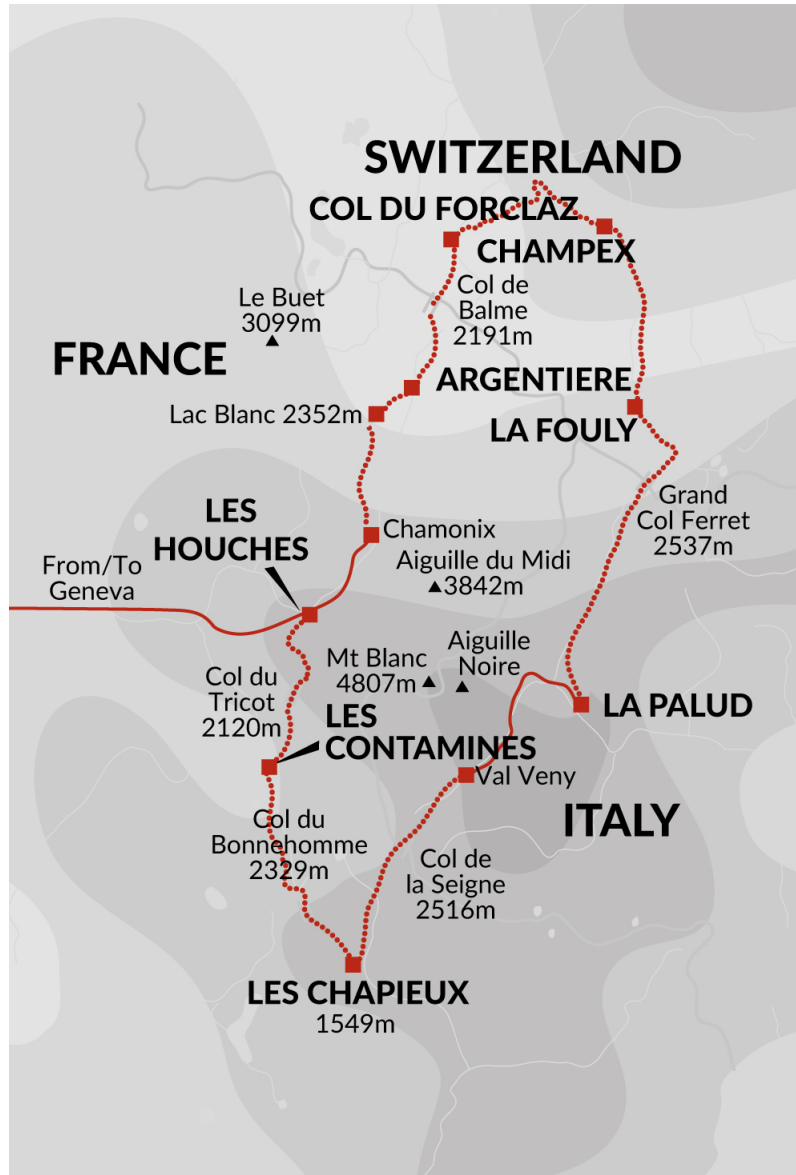 SWITZERLAND
COL DU FORCLAZ
CHAMPEX
Col de
Balme
2191m
Le Buet
3099m
FRANCE
ARGENTIERE
Lac Blanc 2352m
LA FOULY
Grand
Col Ferret
2537m
LES
HOUCHES
Chamonix
Aiguille du Midi
3842m
From/To
Geneva
Mt Blanc
4807m
Aiguille
Noire
Col du
Tricot
2120m
LA PALUD
LES
CONTAMINES
Val Veny
ITALY
Col du
Bonnehomme
2329m
Col de
la Seigne
2516m
LES CHAPIEUX
1549m